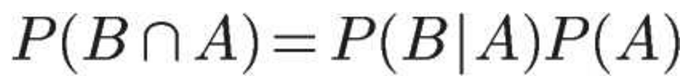 P(B ∩ A) = P(B|A)P(A)